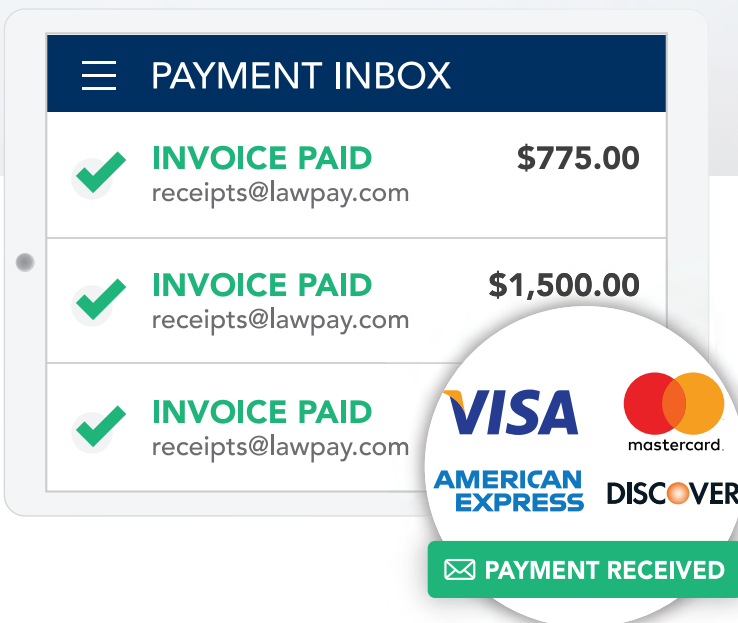 PAYMENT INBOX
INVOICE PAID $775.00
receipts@lawpay.com
INVOICE PAID $1,500.00
receipts@lawpay.com
INVOICE PAID
receipts@lawpay.com
VISA mastercard.
AMERICAN EXPRESS DISCOVER
PAYMENT RECEIVED